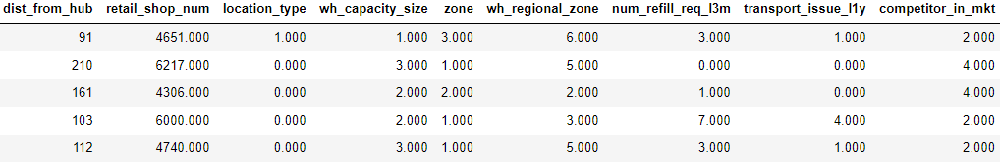 dist_from_hub retail_shop_num location_type wh_capacity_size zone wh_regional_zone num_refill_req_l3m transport_issue_l1y competitor_in_mkt
91 4651.000 1.000 1.000 3.000 6.000 3.000 1.000 2.000
210 6217.000 0.000 3.000 1.000 5.000 0.000 0.000 4.000
161 4306.000 0.000 2.000 2.000 2.000 1.000 0.000 4.000
103 6000.000 0.000 2.000 1.000 3.000 7.000 4.000 2.000
112 4740.000 0.000 3.000 1.000 5.000 3.000 1.000 2.000